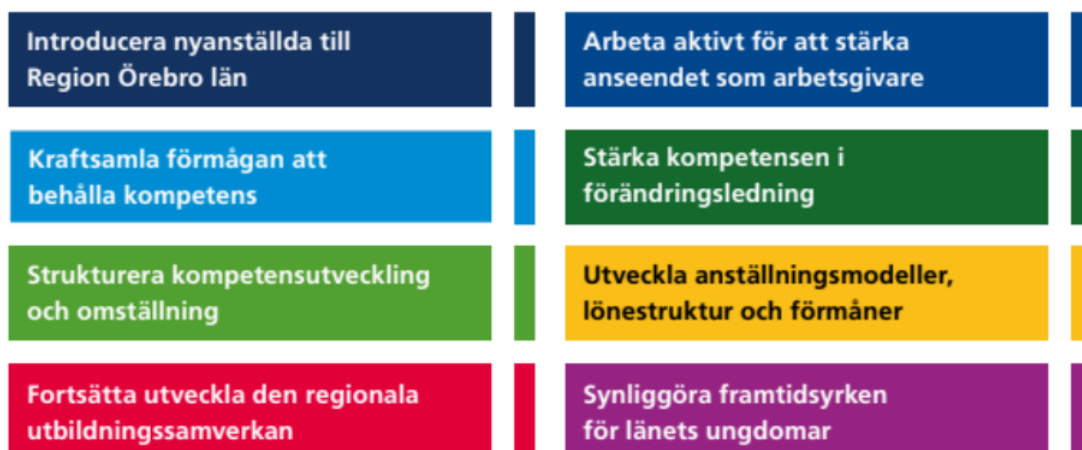 Introducera nyanställda till
Region Örebro län
Arbeta aktivt för att stärka
anseendet som arbetsgivare
Kraftsamla förmågan att
behålla kompetens
Stärka kompetensen i
förändringsledning
Strukturera kompetensutveckling
och omställning
Utveckla anställningsmodeller,
lönestruktur och förmåner
Fortsätta utveckla den regionala
utbildningssamverkan
Synliggöra framtidsyrken
för länets ungdomar